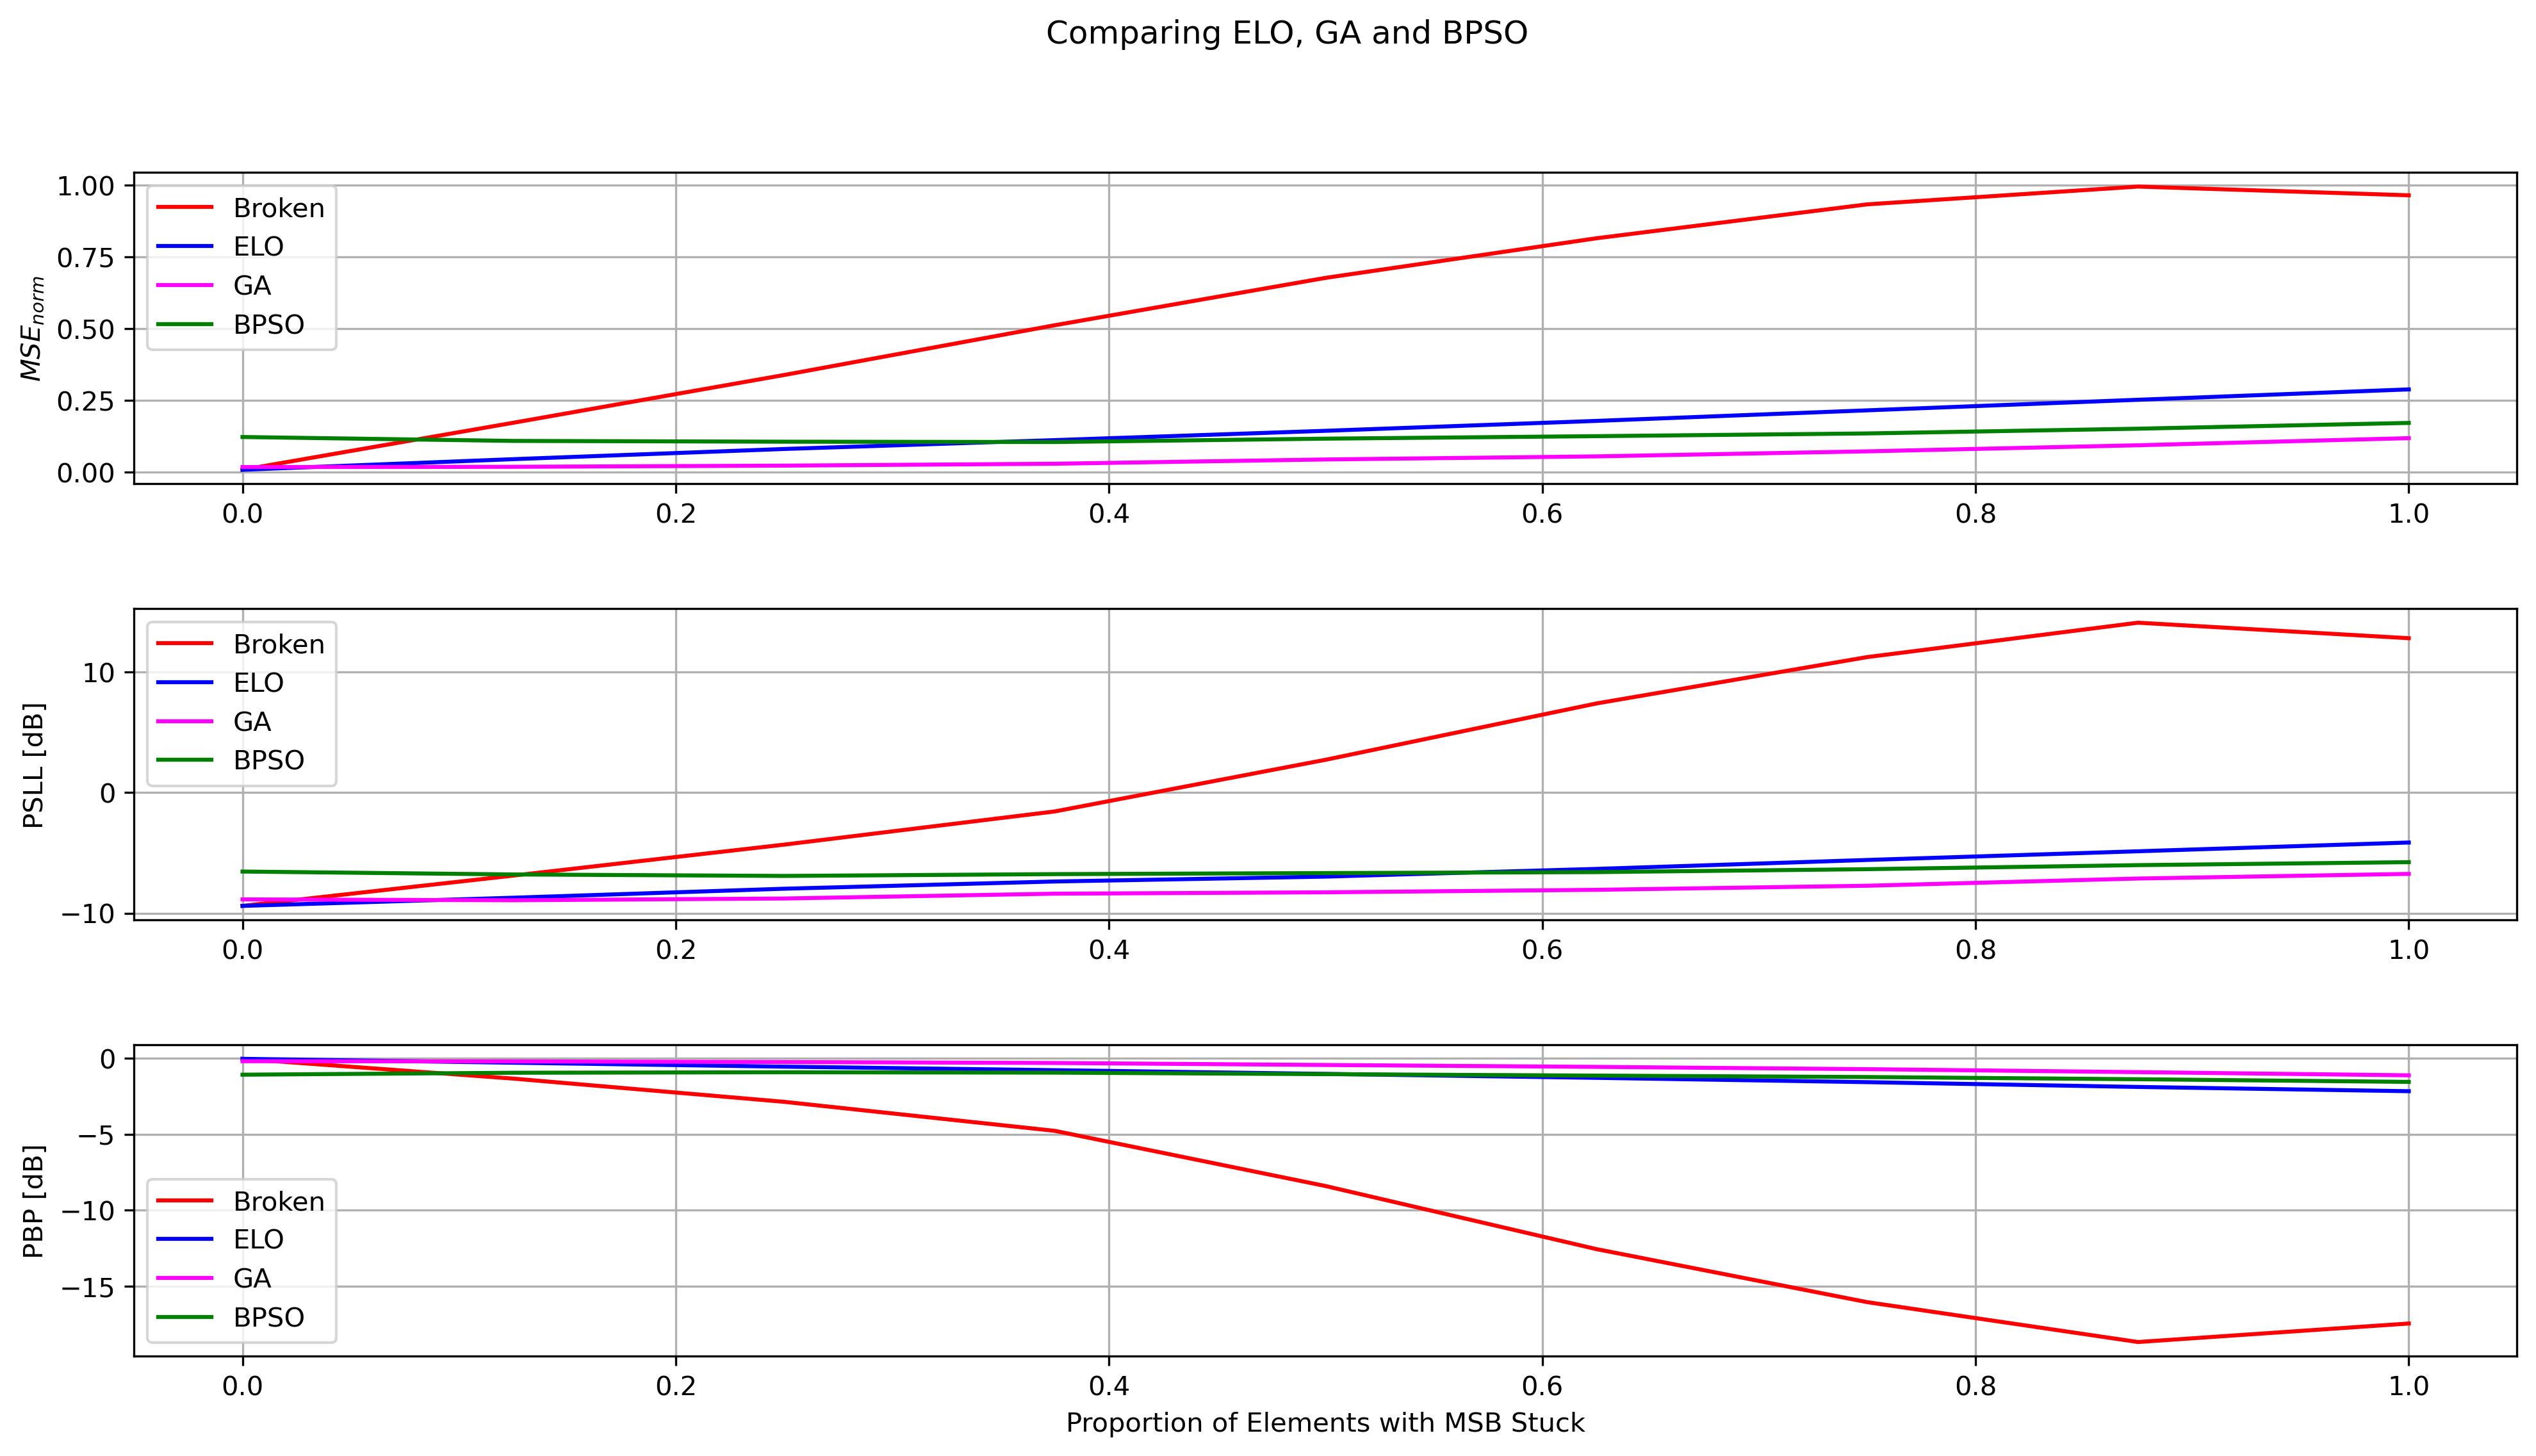 Comparing ELO, GA and BPSO
MSE_norm
1.00
0.75
0.50
0.25
0.00
Broken
ELO
GA
BPSO
0.0 0.2 0.4 0.6 0.8 1.0
PSLL [dB]
10
0
−10
Broken
ELO
GA
BPSO
0.0 0.2 0.4 0.6 0.8 1.0
PBP [dB]
0
−5
−10
−15
Broken
ELO
GA
BPSO
0.0 0.2 0.4 0.6 0.8 1.0
Proportion of Elements with MSB Stuck